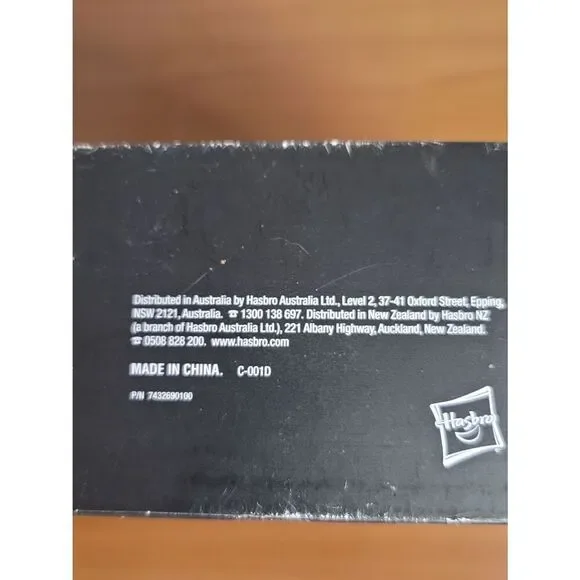 Distributed in Australia by Hasbro Australia Ltd., Level 2, 37-41 Oxford Street, Epping,
NSW 2121, Australia. ☎ 1300 138 697. Distributed in New Zealand by Hasbro NZ
(a branch of Hasbro Australia Ltd.), 221 Albany Highway, Auckland, New Zealand.
☎ 0508 828 200. www.hasbro.com
MADE IN CHINA. C-001D
P/N 7432690100
Hasbro